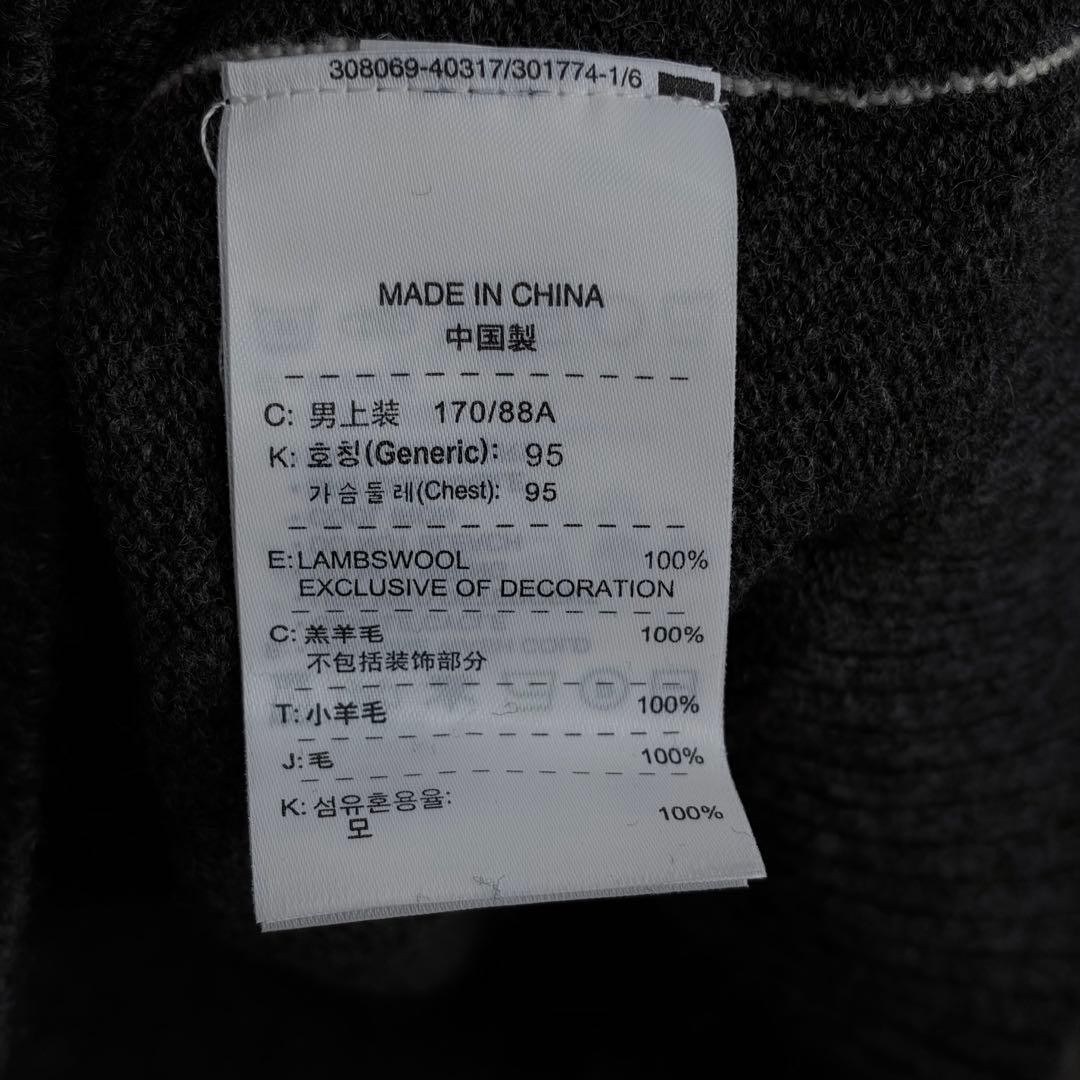 308069-40317/301774-1/6
MADE IN CHINA
中国製
C: 男上装 170/88A
K: 호칭(Generic): 95
가슴둘레(Chest): 95
E: LAMBSWOOL 100%
EXCLUSIVE OF DECORATION
C: 羔羊毛 100%
不包括装饰部分
T: 小羊毛 100%
J: 毛 100%
K: 섬유혼용율:
모 100%